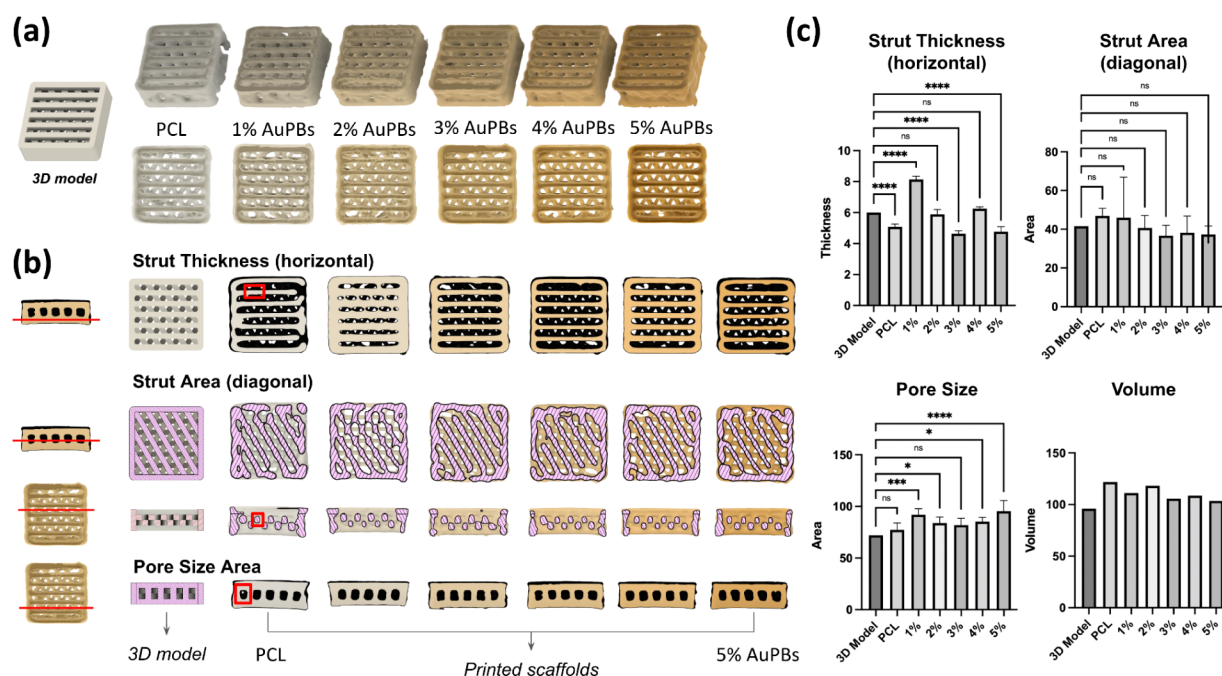 (a)
3D model
PCL
1% AuPBs
2% AuPBs
3% AuPBs
4% AuPBs
5% AuPBs
(b)
Strut Thickness (horizontal)
Strut Area (diagonal)
Pore Size Area
3D model
PCL
Printed scaffolds
5% AuPBs
(c)
Strut Thickness
(horizontal)
****
ns
****
ns
****
****
Thickness
10
8
6
4
2
0
3D Model
PCL
1%
2%
3%
4%
5%
Strut Area
(diagonal)
ns
ns
ns
ns
ns
ns
Area
80
60
40
20
0
3D Model
PCL
1%
2%
3%
4%
5%
Pore Size
****
*
ns
*
***
ns
Area
150
100
50
0
3D Model
PCL
1%
2%
3%
4%
5%
Volume
Volume
150
100
50
0
3D Model
PCL
1%
2%
3%
4%
5%